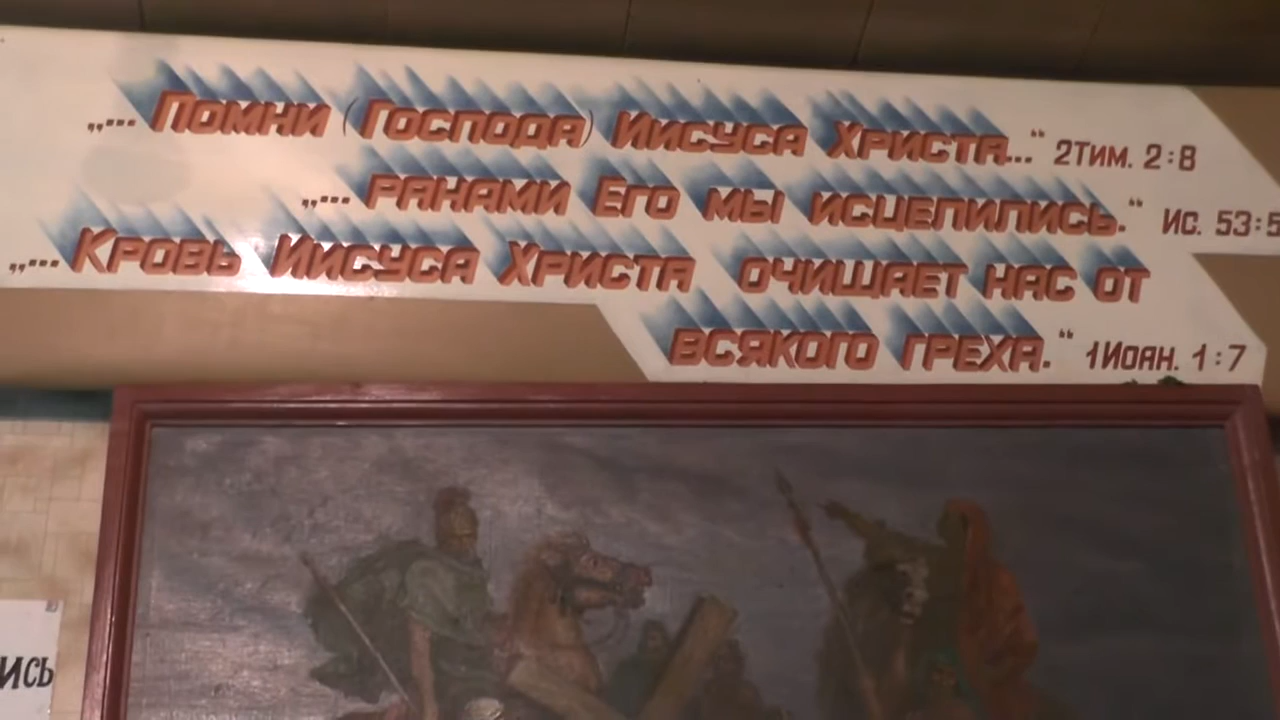 „... Помни (Господа) Иисуса Христа...“ 2Тим. 2:8
„... ранами Его мы исцелились.“ Ис. 53:5
„... Кровь Иисуса Христа очищает нас от
всякого греха.“ 1Иоан. 1:7
ись